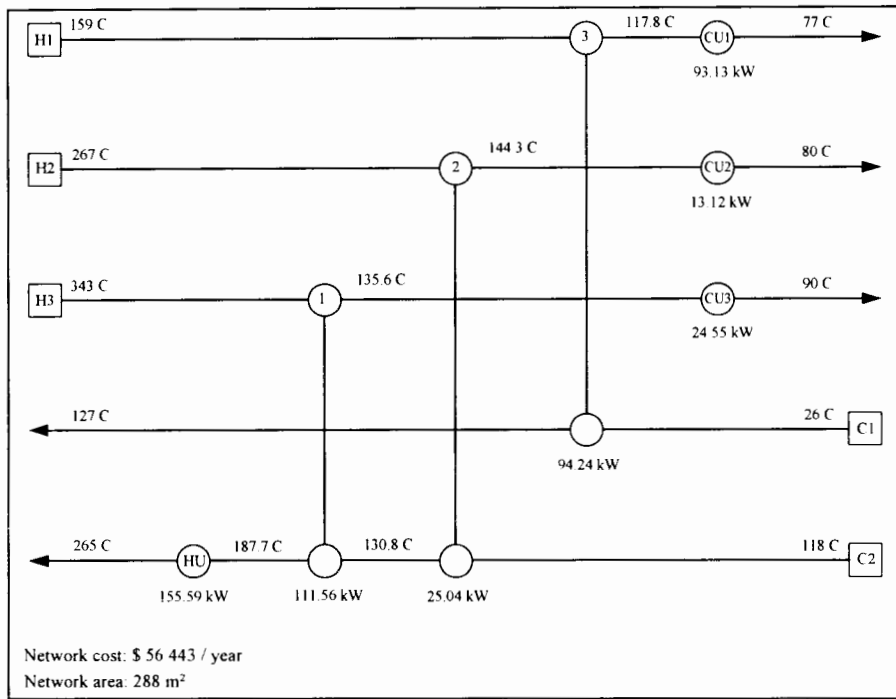 159 C 117.8 C 77 C
H1 3 CU1
93.13 kW
267 C 144 3 C 80 C
H2 2 CU2
13.12 kW
343 C 135.6 C 90 C
H3 1 CU3
24 55 kW
127 C 26 C
C1
94.24 kW
265 C 187.7 C 130.8 C 118 C
HU C2
155.59 kW 111.56 kW 25.04 kW
Network cost: $ 56 443 / year
Network area: 288 m²